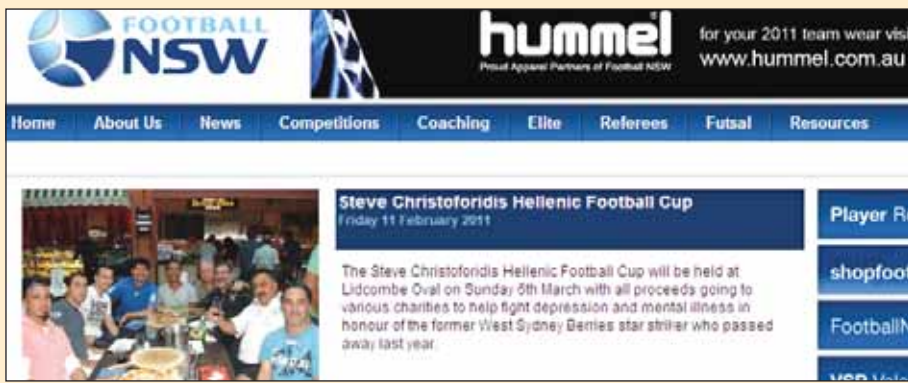 FOOTBALL
NSW
hummel
Proud Apparel Partners of Football NSW
for your 2011 team wear visi
www.hummel.com.au
Home About Us News Competitions Coaching Elite Referees Futsal Resources
Steve Christoforidis Hellenic Football Cup
Friday 11 February 2011
The Steve Christoforidis Hellenic Football Cup will be held at
Lidcombe Oval on Sunday 6th March with all proceeds going to
various charities to help fight depression and mental illness in
honour of the former West Sydney Berries star striker who passed
away last year.
Player R
shopfoot
FootballN